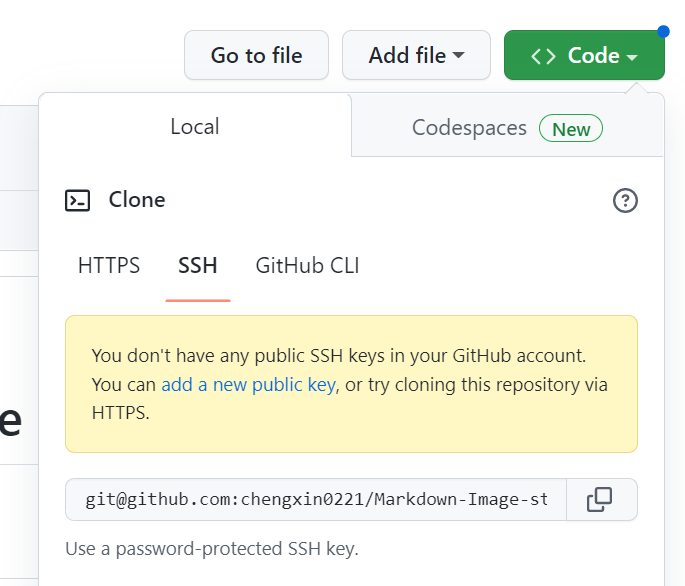 Go to file Add file <> Code
Local Codespaces New
Clone
HTTPS SSH GitHub CLI
You don't have any public SSH keys in your GitHub account.
You can add a new public key, or try cloning this repository via
HTTPS.
e
git@github.com:chengxin0221/Markdown-Image-st
Use a password-protected SSH key.